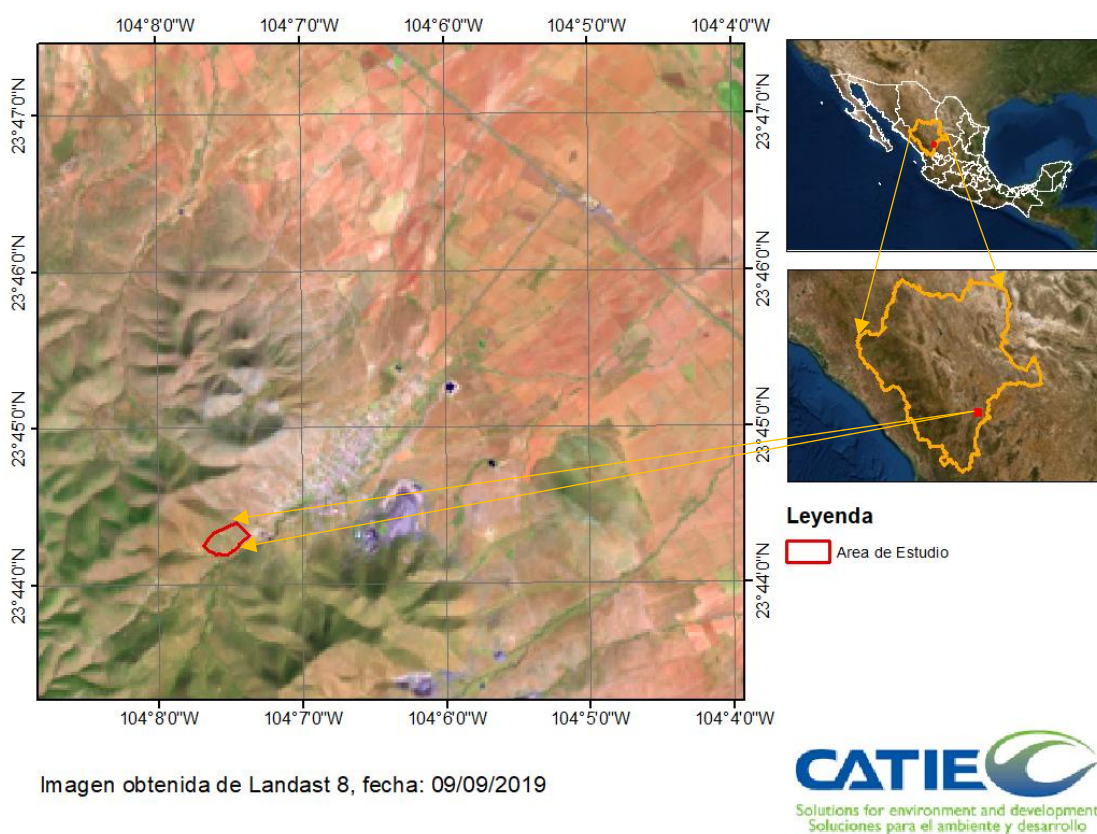 104°8'0"W 104°7'0"W 104°6'0"W 104°5'0"W 104°4'0"W
23°47'0"N 23°47'0"N
23°46'0"N 23°46'0"N
23°45'0"N 23°45'0"N
23°44'0"N 23°44'0"N
104°8'0"W 104°7'0"W 104°6'0"W 104°5'0"W 104°4'0"W
Leyenda
Area de Estudio
Imagen obtenida de Landast 8, fecha: 09/09/2019
CATIE
Solutions for environment and development
Soluciones para el ambiente y desarrollo